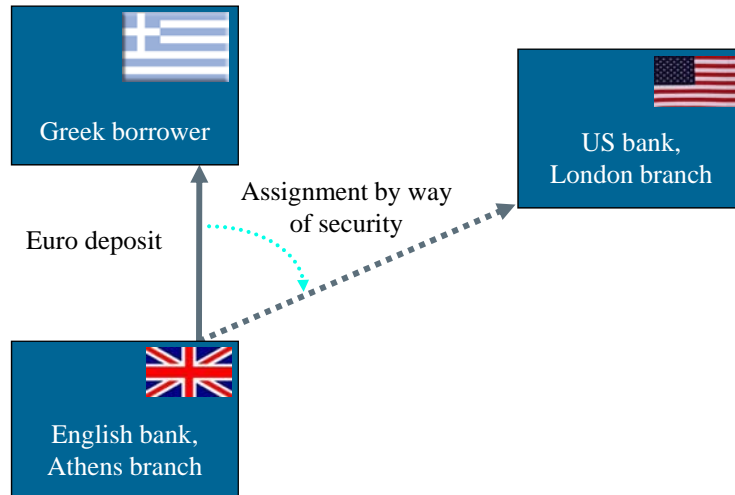 Greek borrower
US bank,
London branch
Assignment by way
of security
Euro deposit
English bank,
Athens branch